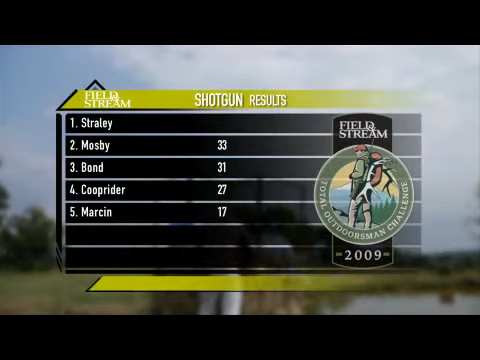 FIELD &
STREAM
SHOTGUN RESULTS
1. Straley
2. Mosby 33
3. Bond 31
4. Cooprider 27
5. Marcin 17
FIELD &
STREAM
TOTAL OUTDOORSMAN CHALLENGE
2009